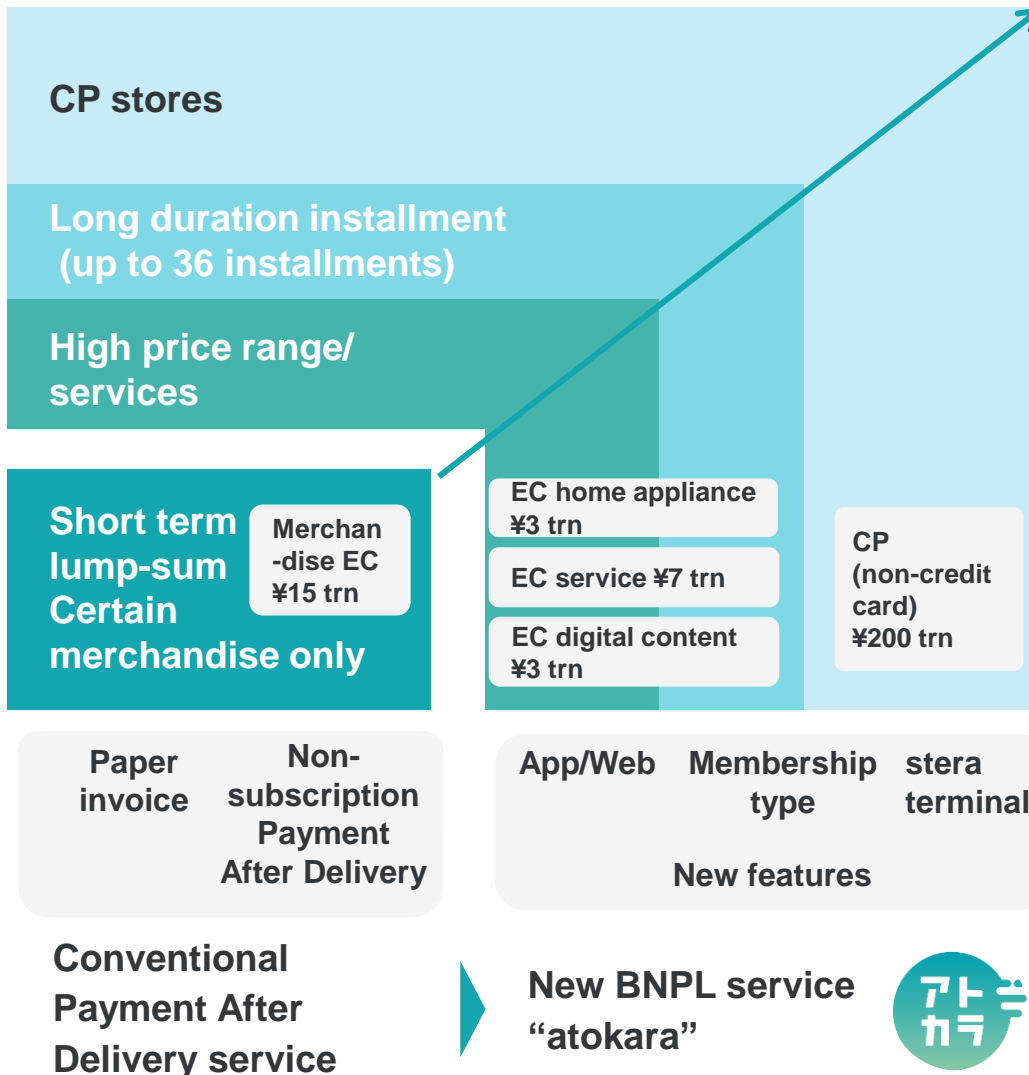 CP stores
Long duration installment
(up to 36 installments)
High price range/
services
Short term
lump-sum
Certain
merchandise only
Merchan
-dise EC
¥15 trn
EC home appliance
¥3 trn
EC service ¥7 trn
EC digital content
¥3 trn
CP
(non-credit
card)
¥200 trn
Paper
invoice
Non-
subscription
Payment
After Delivery
App/Web
Membership
type
stera
terminal
New features
Conventional
Payment After
Delivery service
New BNPL service
“atokara”
アト
カラ